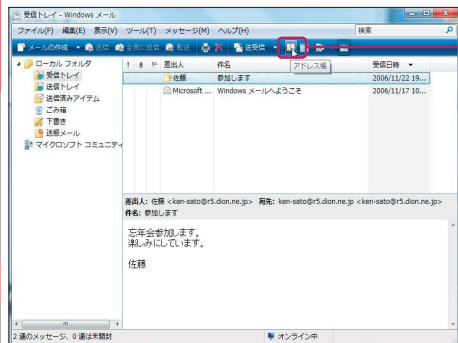 受信トレイ - Windows メール
ファイル(F) 編集(E) 表示(V) ツール(T) メッセージ(M) ヘルプ(H)
検索
メールの作成 返信 全員に返信 転送 送受信
アドレス帳
ローカル フォルダ
受信トレイ
送信トレイ
送信済みアイテム
ごみ箱
下書き
迷惑メール
マイクロソフト コミュニティ
! 差出人 件名 受信日時
佐藤 参加します 2006/11/22 19...
Microsoft ... Windows メールへようこそ 2006/11/17 10...
差出人: 佐藤 <ken-sato@r5.dion.ne.jp> 宛先: ken-sato@r5.dion.ne.jp <ken-sato@r5.dion.ne.jp>
件名: 参加します
忘年会参加します。
楽しみにしています。
佐藤
2 通のメッセージ、0 通は未開封
オンライン中